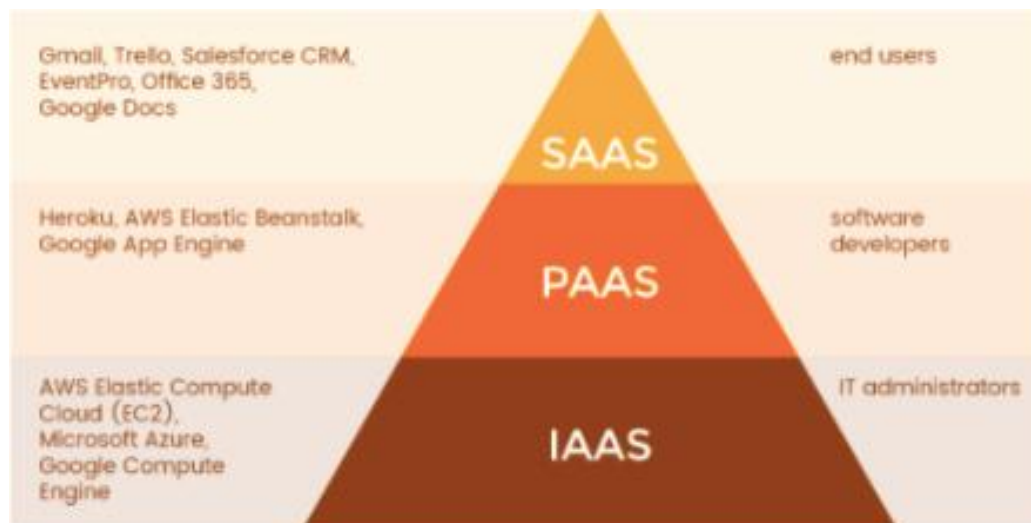 Gmail, Trello, Salesforce CRM,
EventPro, Office 365,
Google Docs
SAAS
end users
Heroku, AWS Elastic Beanstalk,
Google App Engine
PAAS
software
developers
AWS Elastic Compute
Cloud (EC2),
Microsoft Azure,
Google Compute
Engine
IAAS
IT administrators